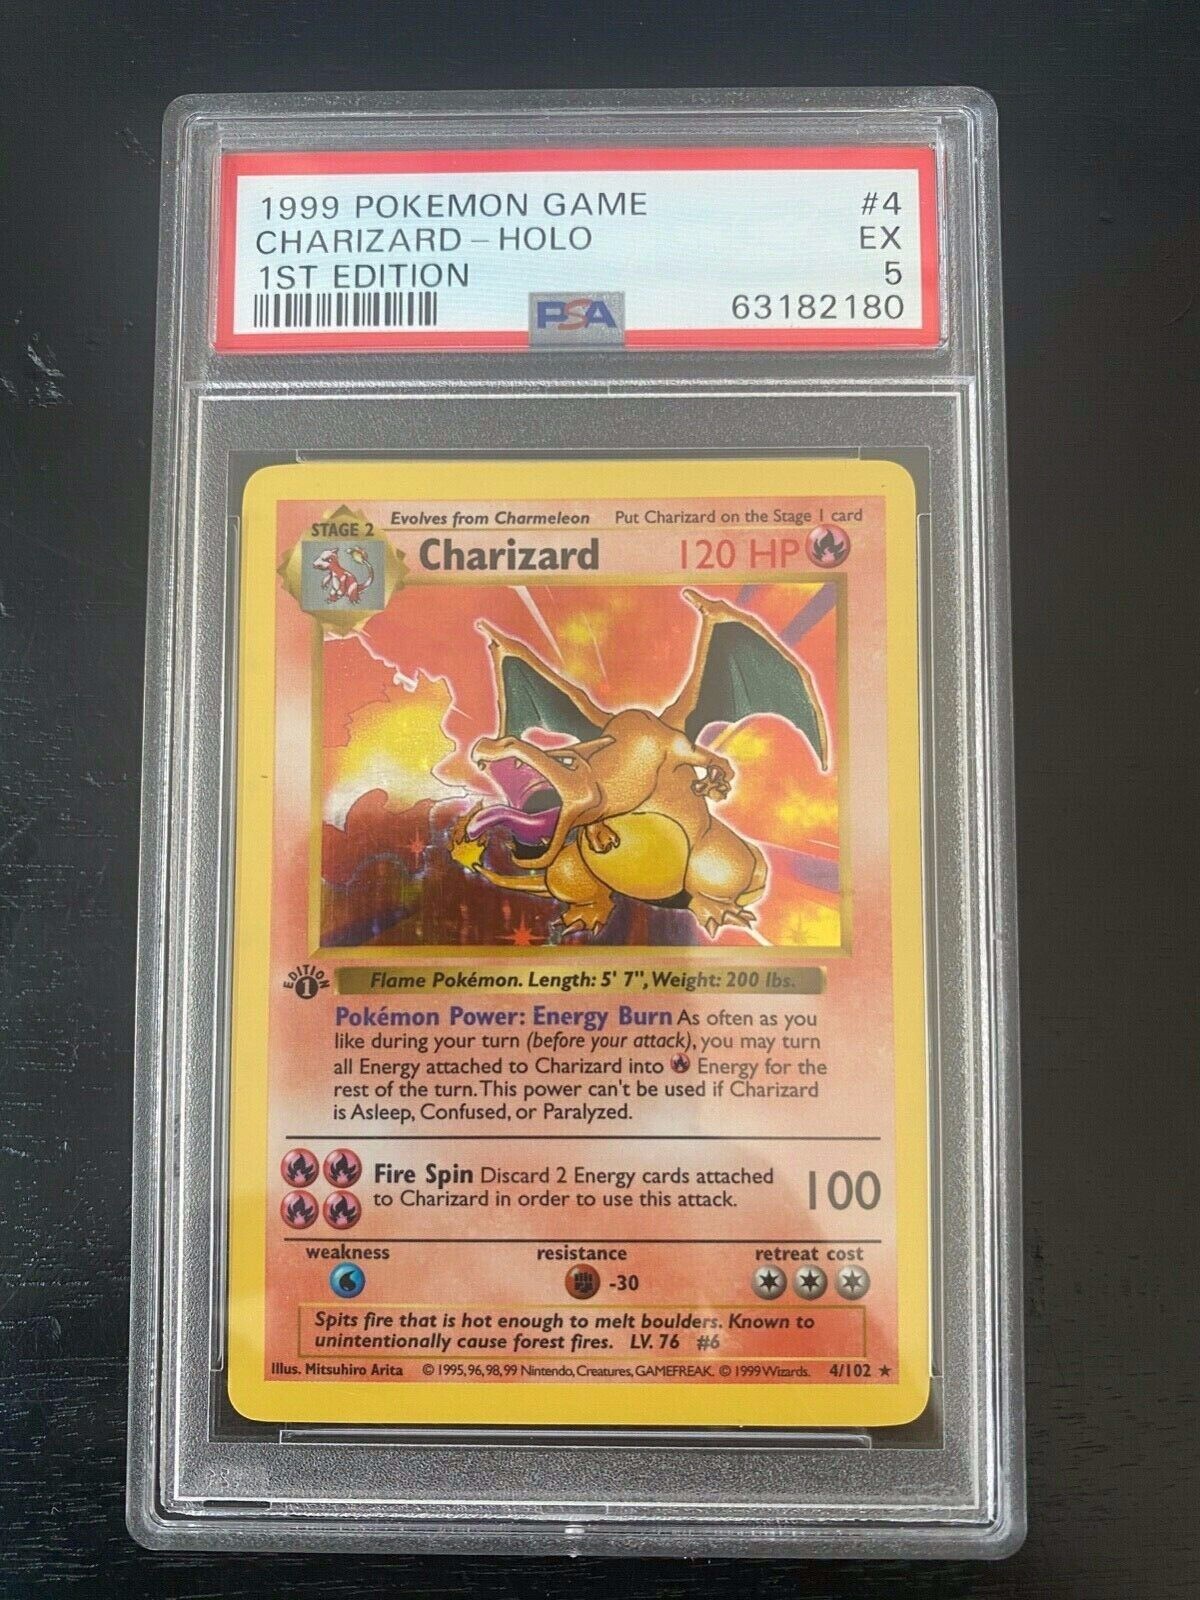 1999 POKEMON GAME #4
CHARIZARD-HOLO EX
1ST EDITION 5
PSA 63182180
STAGE 2 Evolves from Charmeleon Put Charizard on the Stage 1 card
Charizard 120 HP
EDITION 1
Flame Pokémon. Length: 5' 7", Weight: 200 lbs.
Pokémon Power: Energy Burn As often as you
like during your turn (before your attack), you may turn
all Energy attached to Charizard into Energy for the
rest of the turn. This power can't be used if Charizard
is Asleep, Confused, or Paralyzed.
Fire Spin Discard 2 Energy cards attached
to Charizard in order to use this attack. 100
weakness resistance retreat cost
-30
Spits fire that is hot enough to melt boulders. Known to
unintentionally cause forest fires. LV. 76 #6
Illus. Mitsuhiro Arita © 1995, 96, 98, 99 Nintendo, Creatures, GAMEFREAK. © 1999 Wizards. 4/102 ★